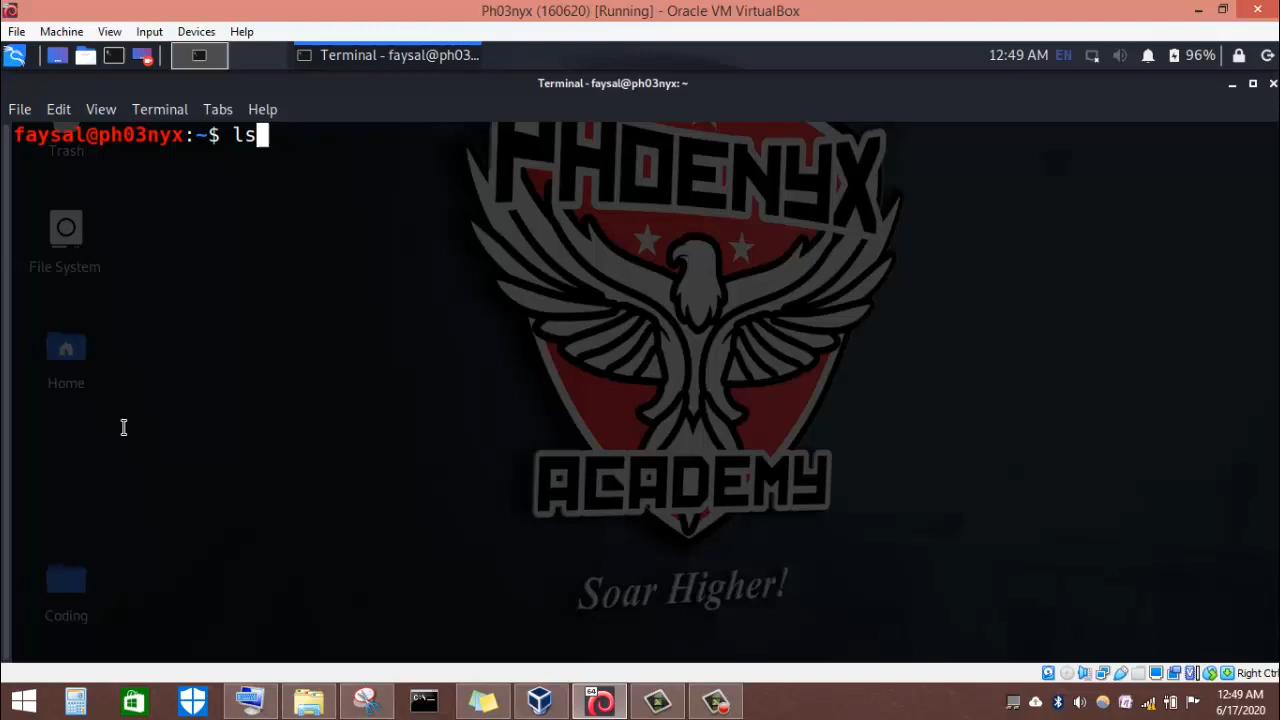 Ph03nyx (160620) [Running] - Oracle VM VirtualBox
File Machine View Input Devices Help
Terminal - faysal@ph03...
12:49 AM EN 96%
Terminal - faysal@ph03nyx: ~
File Edit View Terminal Tabs Help
faysal@ph03nyx:~$ ls
Trash
File System
Home
Coding
PHOENYX
ACADEMY
Soar Higher!
Right Ctrl
64
12:49 AM
6/17/2020